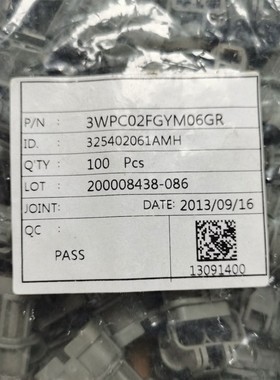 P/N : 3WPC02FGYM06GR
ID. : 325402061AMH
Q'TY : 100 Pcs
LOT : 200008438-086
JOINT: DATE: 2013/09/16
QC :
PASS
13091400